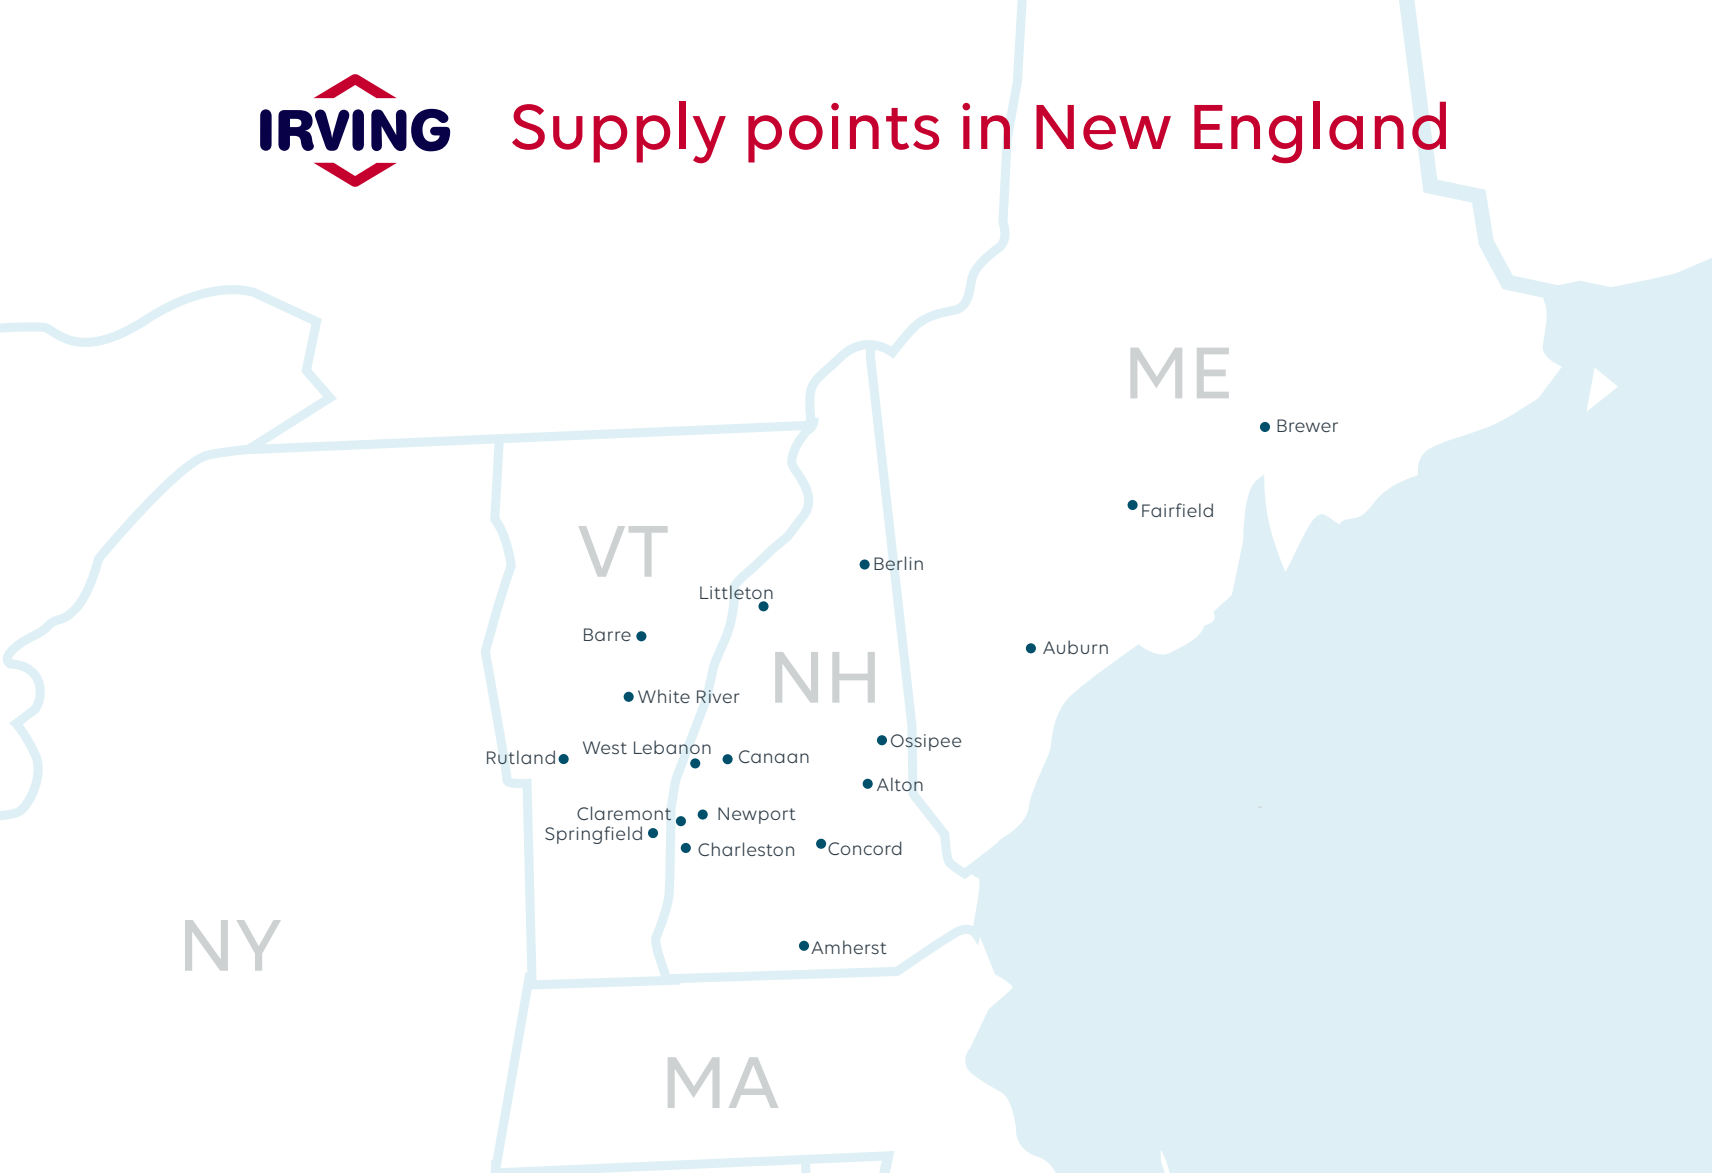 IRVING
Supply points in New England
ME
Brewer
Fairfield
VT
Berlin
Littleton
Barre
Auburn
NH
White River
Ossipee
West Lebanon
Rutland
Canaan
Alton
Claremont
Newport
Springfield
Charleston
Concord
NY
Amherst
MA